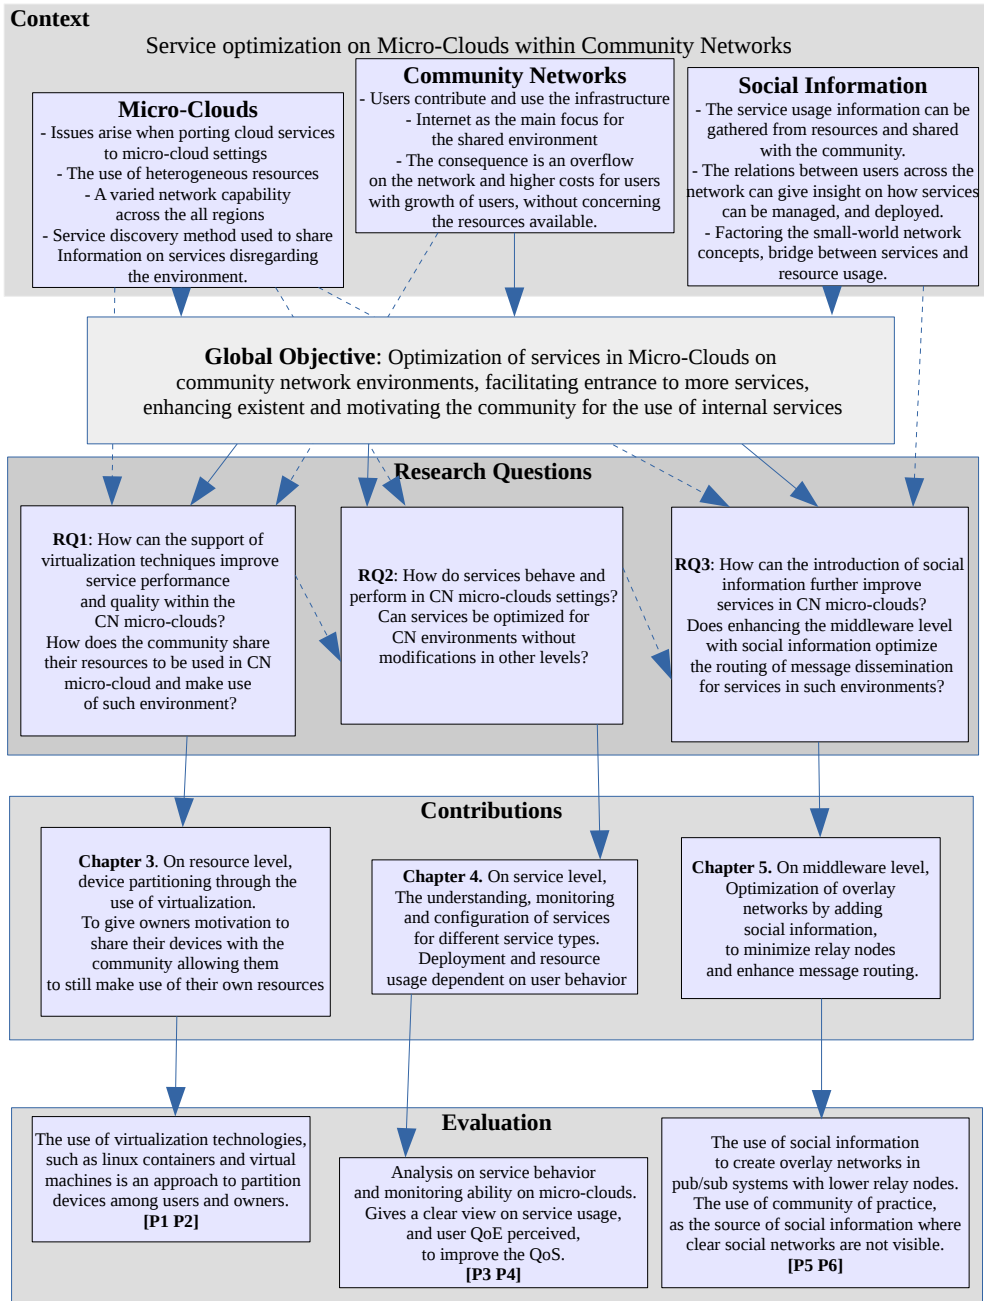 Context
Service optimization on Micro-Clouds within Community Networks
Micro-Clouds
- Issues arise when porting cloud services
to micro-cloud settings
- The use of heterogeneous resources
- A varied network capability
across the all regions
- Service discovery method used to share
Information on services disregarding
the environment.
Community Networks
- Users contribute and use the infrastructure
- Internet as the main focus for
the shared environment
- The consequence is an overflow
on the network and higher costs for users
with growth of users, without concerning
the resources available.
Social Information
- The service usage information can be
gathered from resources and shared
with the community.
- The relations between users across the
network can give insight on how services
can be managed, and deployed.
- Factoring the small-world network
concepts, bridge between services and
resource usage.
Global Objective: Optimization of services in Micro-Clouds on
community network environments, facilitating entrance to more services,
enhancing existent and motivating the community for the use of internal services
Research Questions
RQ1: How can the support of
virtualization techniques improve
service performance
and quality within the
CN micro-clouds?
How does the community share
their resources to be used in CN
micro-cloud and make use
of such environment?
RQ2: How do services behave and
perform in CN micro-clouds settings?
Can services be optimized for
CN environments without
modifications in other levels?
RQ3: How can the introduction of social
information further improve
services in CN micro-clouds?
Does enhancing the middleware level
with social information optimize
the routing of message dissemination
for services in such environments?
Contributions
Chapter 3. On resource level,
device partitioning through the
use of virtualization.
To give owners motivation to
share their devices with the
community allowing them
to still make use of their own resources
Chapter 4. On service level,
The understanding, monitoring
and configuration of services
for different service types.
Deployment and resource
usage dependent on user behavior
Chapter 5. On middleware level,
Optimization of overlay
networks by adding
social information,
to minimize relay nodes
and enhance message routing.
Evaluation
The use of virtualization technologies,
such as linux containers and virtual
machines is an approach to partition
devices among users and owners.
[P1 P2]
Analysis on service behavior
and monitoring ability on micro-clouds.
Gives a clear view on service usage,
and user QoE perceived,
to improve the QoS.
[P3 P4]
The use of social information
to create overlay networks in
pub/sub systems with lower relay nodes.
The use of community of practice,
as the source of social information where
clear social networks are not visible.
[P5 P6]